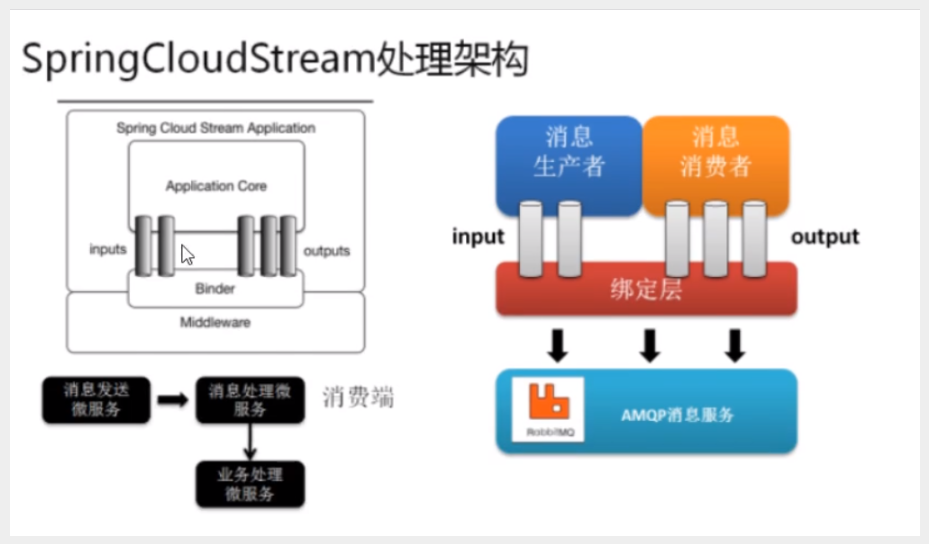 SpringCloudStream处理架构
Spring Cloud Stream Application
Application Core
inputs
outputs
Binder
Middleware
消息发送
微服务
消息处理微
服务
消费端
业务处理
微服务
消息
生产者
消息
消费者
input
output
绑定层
RabbitMQ
AMQP消息服务